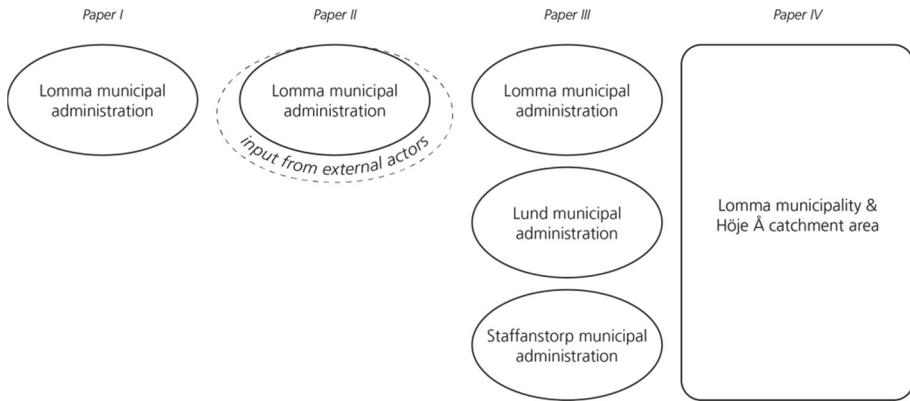 Paper I
Paper II
Paper III
Paper IV
Lomma municipal
administration
Lomma municipal
administration
input from external actors
Lomma municipal
administration
Lund municipal
administration
Staffanstorp municipal
administration
Lomma municipality &
Höje Å catchment area